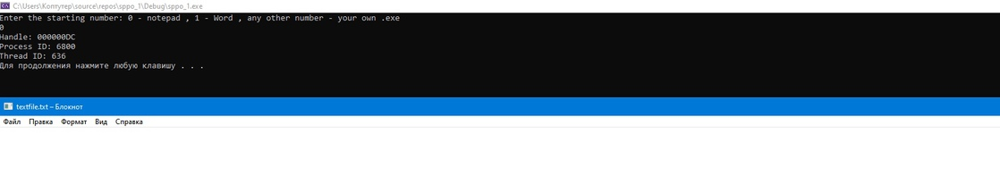 C:\Users\Коптутер\source\repos\sppo_1\Debug\sppo_1.exe
Enter the starting number: 0 - notepad , 1 - Word , any other number - your own .exe
0
Handle: 000000DC
Process ID: 6800
Thread ID: 636
Для продолжения нажмите любую клавишу . . .
textfile.txt – Блокнот
Файл Правка Формат Вид Справка